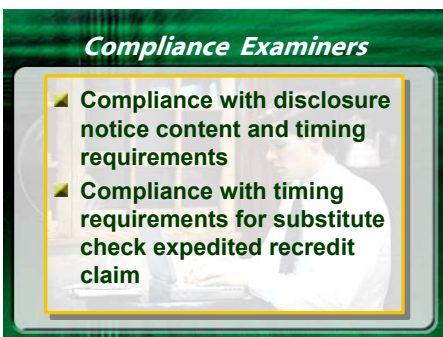 Compliance Examiners
Compliance with disclosure
notice content and timing
requirements
Compliance with timing
requirements for substitute
check expedited recredit
claim